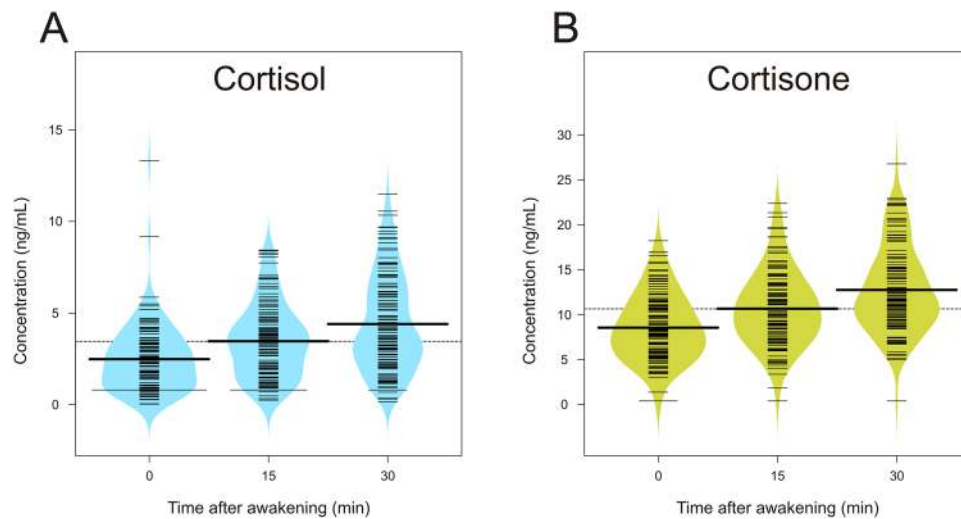 A
Cortisol
Concentration (ng/mL)
15
10
5
0
0 15 30
Time after awakening (min)
B
Cortisone
Concentration (ng/mL)
30
25
20
15
10
5
0
0 15 30
Time after awakening (min)